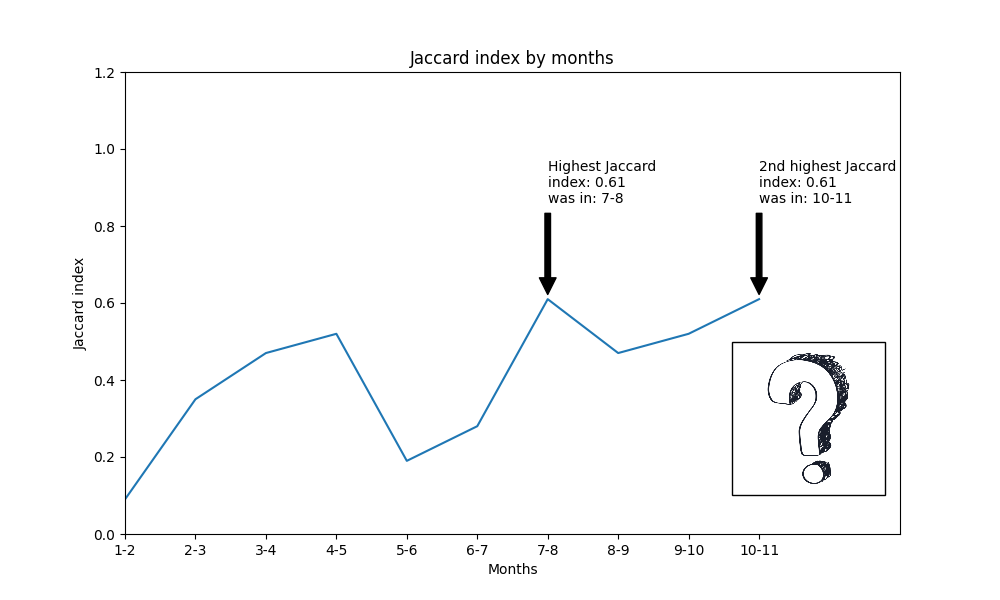 Jaccard index by months
1.2
1.0
0.8
0.6
0.4
0.2
0.0
Jaccard index
Highest Jaccard
index: 0.61
was in: 7-8
2nd highest Jaccard
index: 0.61
was in: 10-11
?
1-2 2-3 3-4 4-5 5-6 6-7 7-8 8-9 9-10 10-11
Months